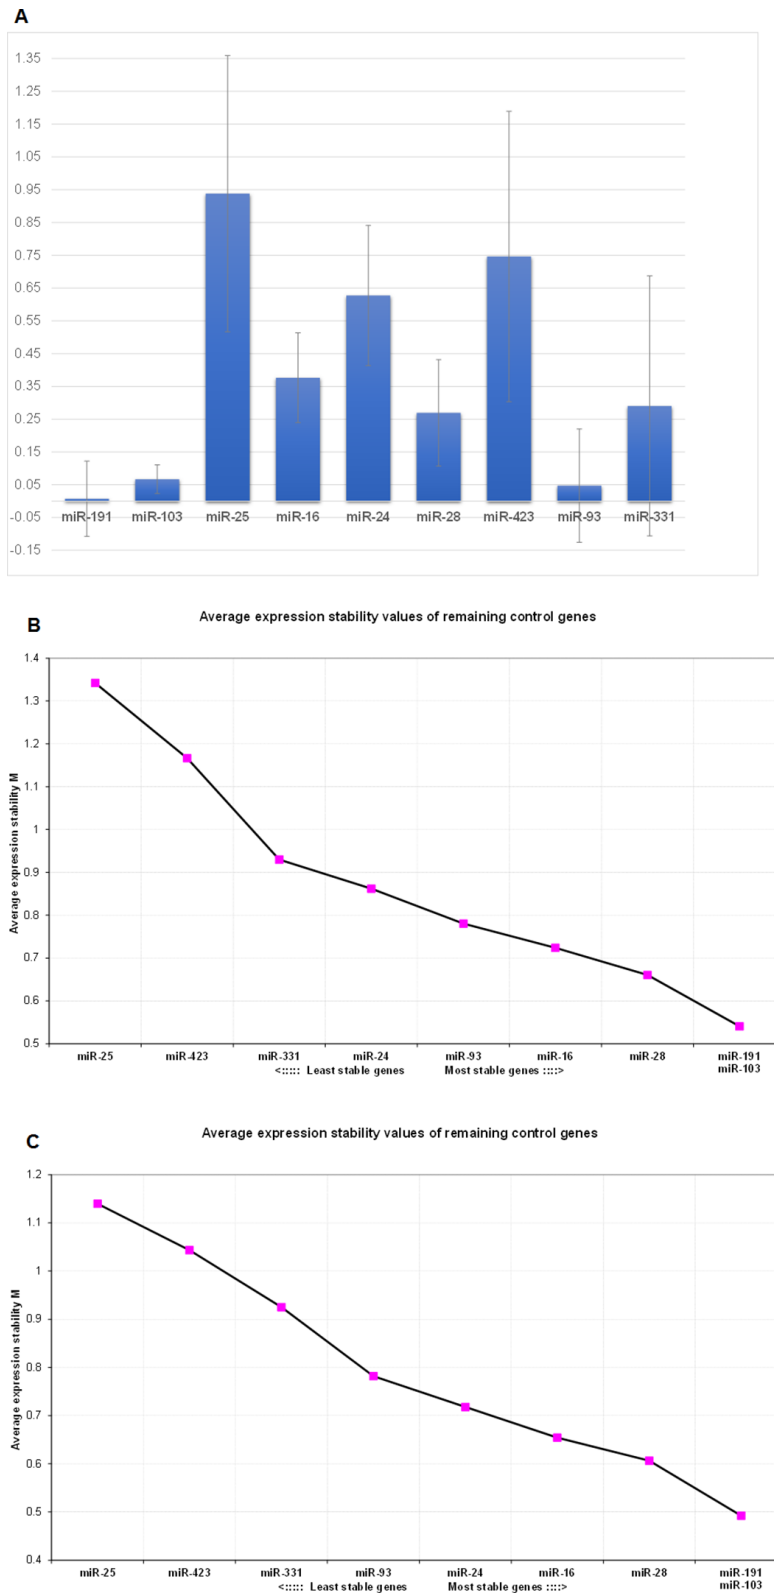 A
1.35
1.25
1.15
1.05
0.95
0.85
0.75
0.65
0.55
0.45
0.35
0.25
0.15
0.05
-0.05
-0.15
miR-191 miR-103 miR-25 miR-16 miR-24 miR-28 miR-423 miR-93 miR-331
B
Average expression stability values of remaining control genes
Average expression stability M
1.4
1.3
1.2
1.1
1
0.9
0.8
0.7
0.6
0.5
miR-25 miR-423 miR-331 miR-24 miR-93 miR-16 miR-28 miR-191
miR-103
<::::: Least stable genes Most stable genes ::::>
C
Average expression stability values of remaining control genes
Average expression stability M
1.2
1.1
1
0.9
0.8
0.7
0.6
0.5
0.4
miR-25 miR-423 miR-331 miR-93 miR-24 miR-16 miR-28 miR-191
miR-103
<::::: Least stable genes Most stable genes ::::>